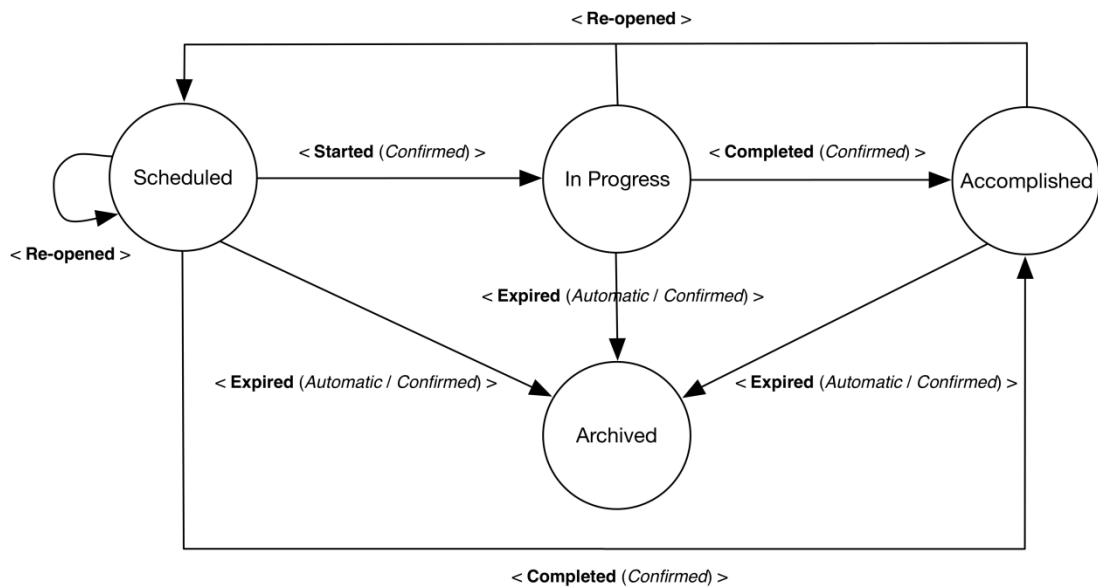 < Re-opened >
< Started (Confirmed) >
< Completed (Confirmed) >
Scheduled
In Progress
Accomplished
< Re-opened >
< Expired (Automatic / Confirmed) >
< Expired (Automatic / Confirmed) >
< Expired (Automatic / Confirmed) >
Archived
< Completed (Confirmed) >